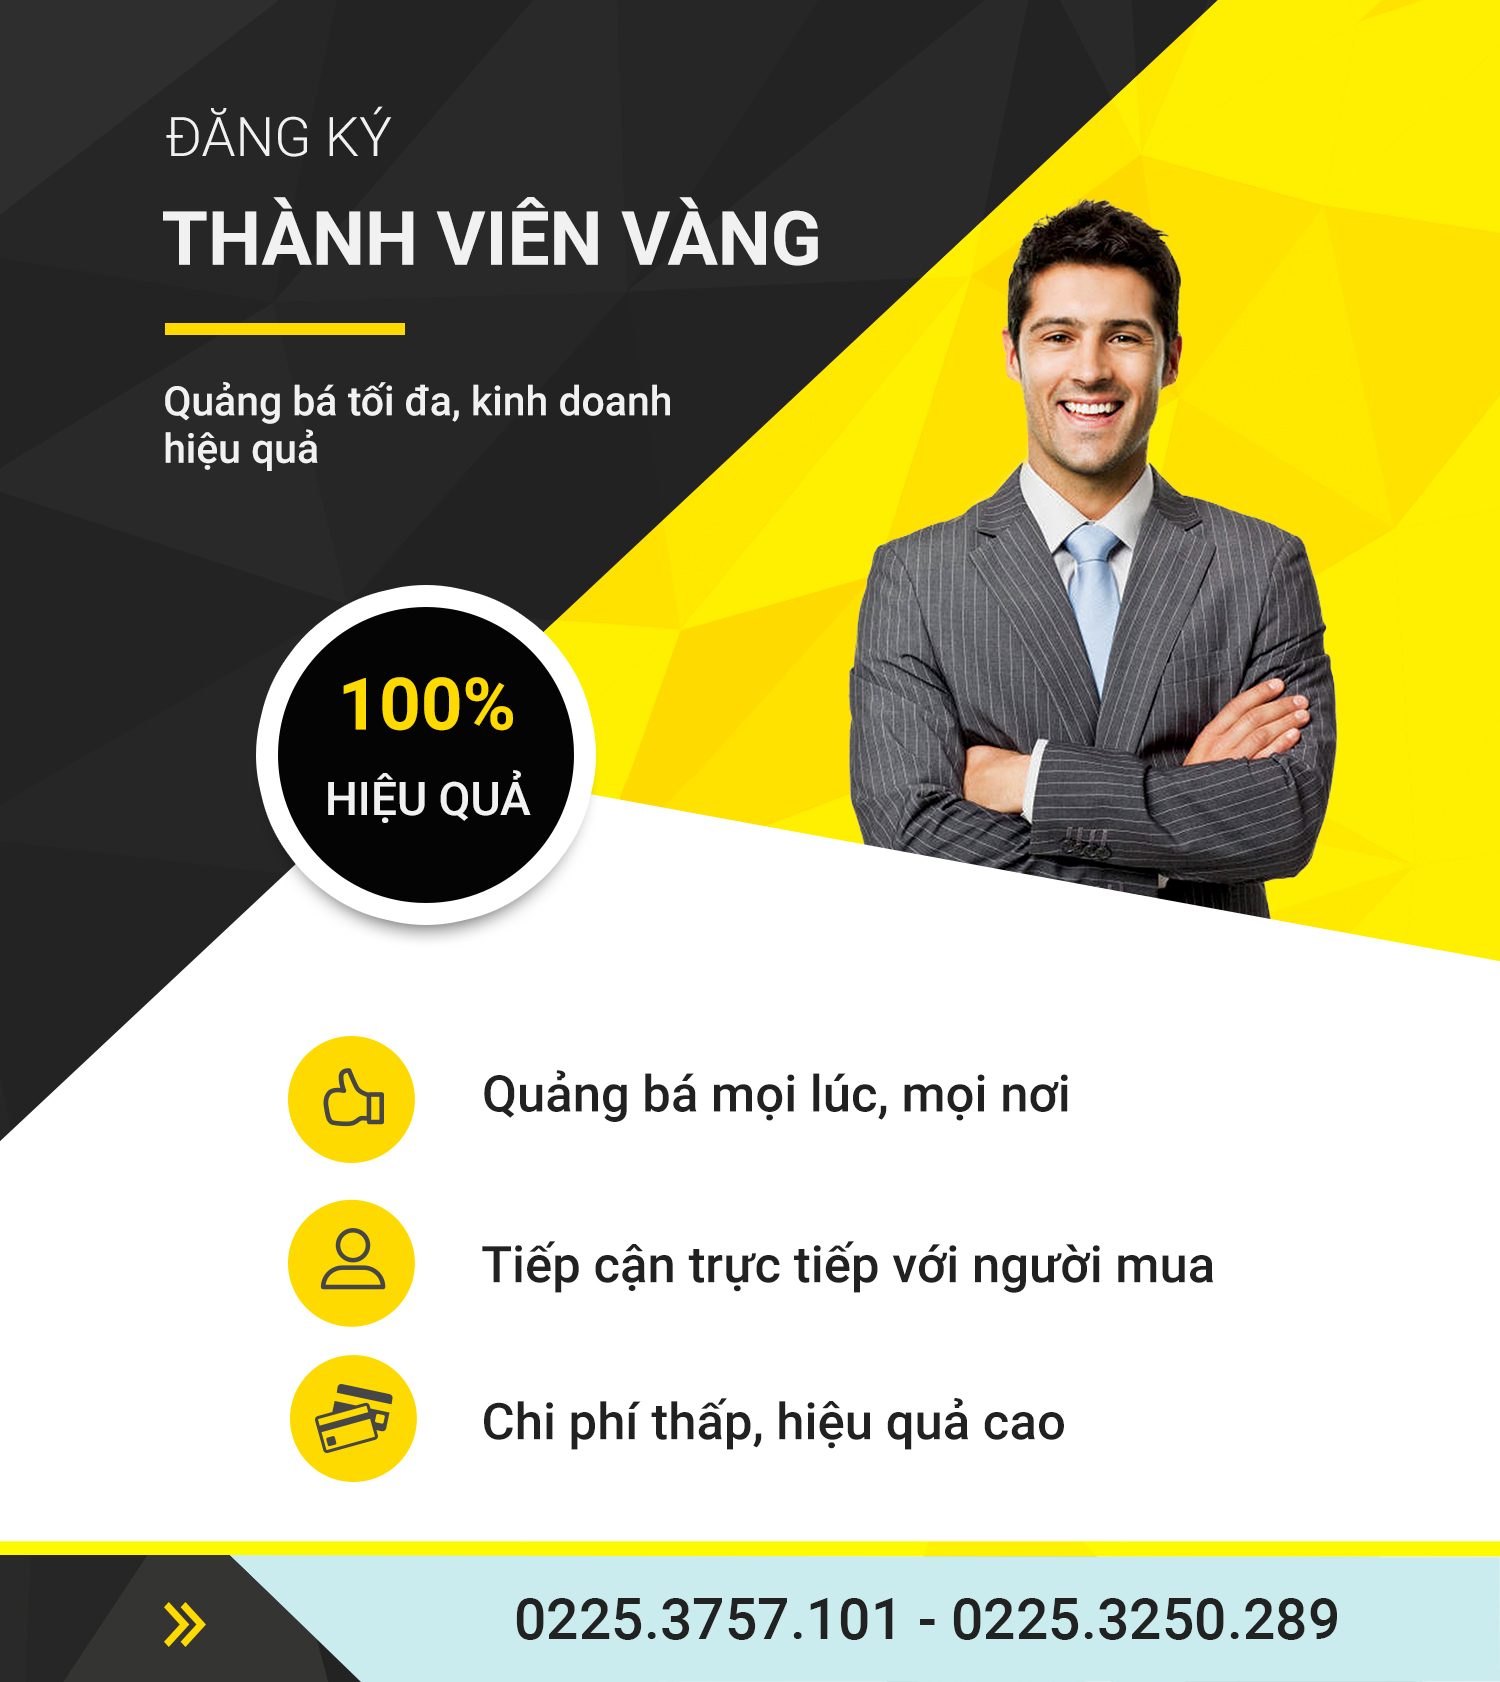 ĐĂNG KÝ
THÀNH VIÊN VÀNG
Quảng bá tối đa, kinh doanh
hiệu quả
100%
HIỆU QUẢ
Quảng bá mọi lúc, mọi nơi
Tiếp cận trực tiếp với người mua
Chi phí thấp, hiệu quả cao
0225.3757.101 - 0225.3250.289